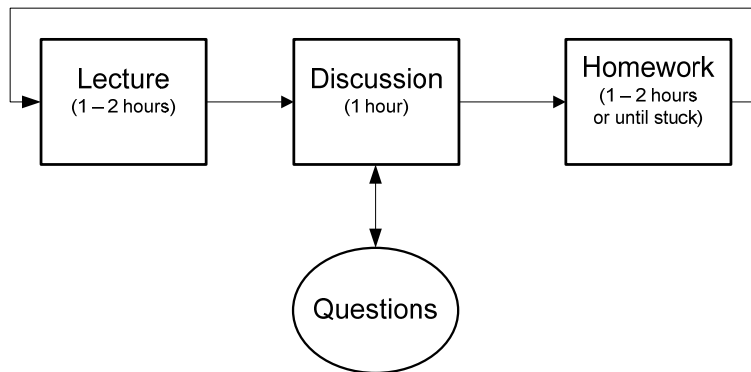 Lecture
(1 – 2 hours)
Discussion
(1 hour)
Homework
(1 – 2 hours
or until stuck)
Questions